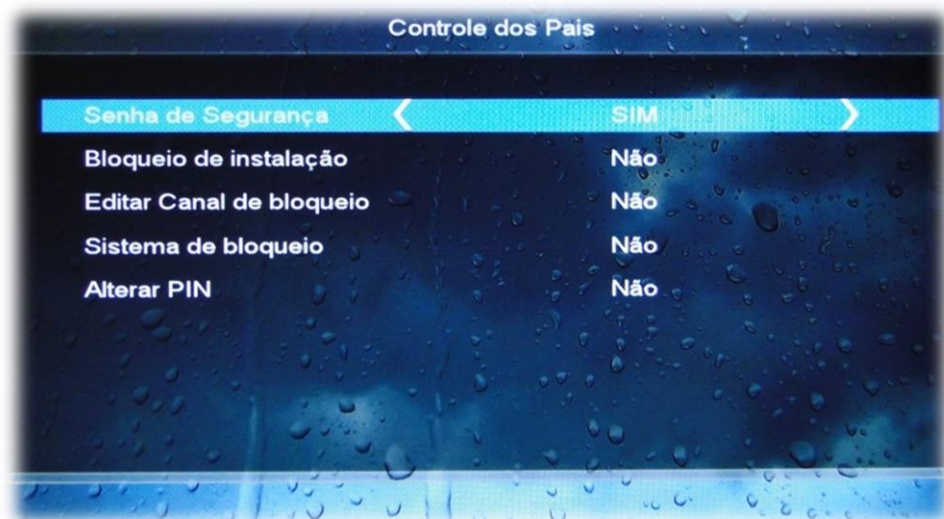 Controle dos Pais
Senha de Segurança SIM
Bloqueio de instalação Não
Editar Canal de bloqueio Não
Sistema de bloqueio Não
Alterar PIN Não